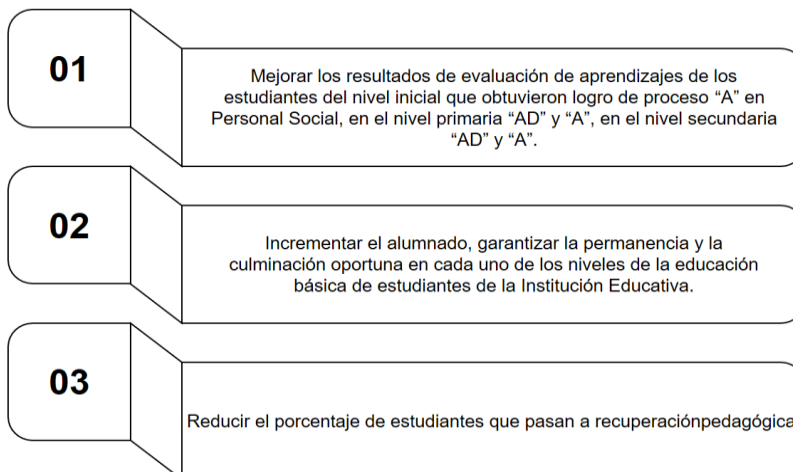 01
Mejorar los resultados de evaluación de aprendizajes de los
estudiantes del nivel inicial que obtuvieron logro de proceso “A” en
Personal Social, en el nivel primaria “AD” y “A”, en el nivel secundaria
“AD” y “A”.
02
Incrementar el alumnado, garantizar la permanencia y la
culminación oportuna en cada uno de los niveles de la educación
básica de estudiantes de la Institución Educativa.
03
Reducir el porcentaje de estudiantes que pasan a recuperaciónpedagógica